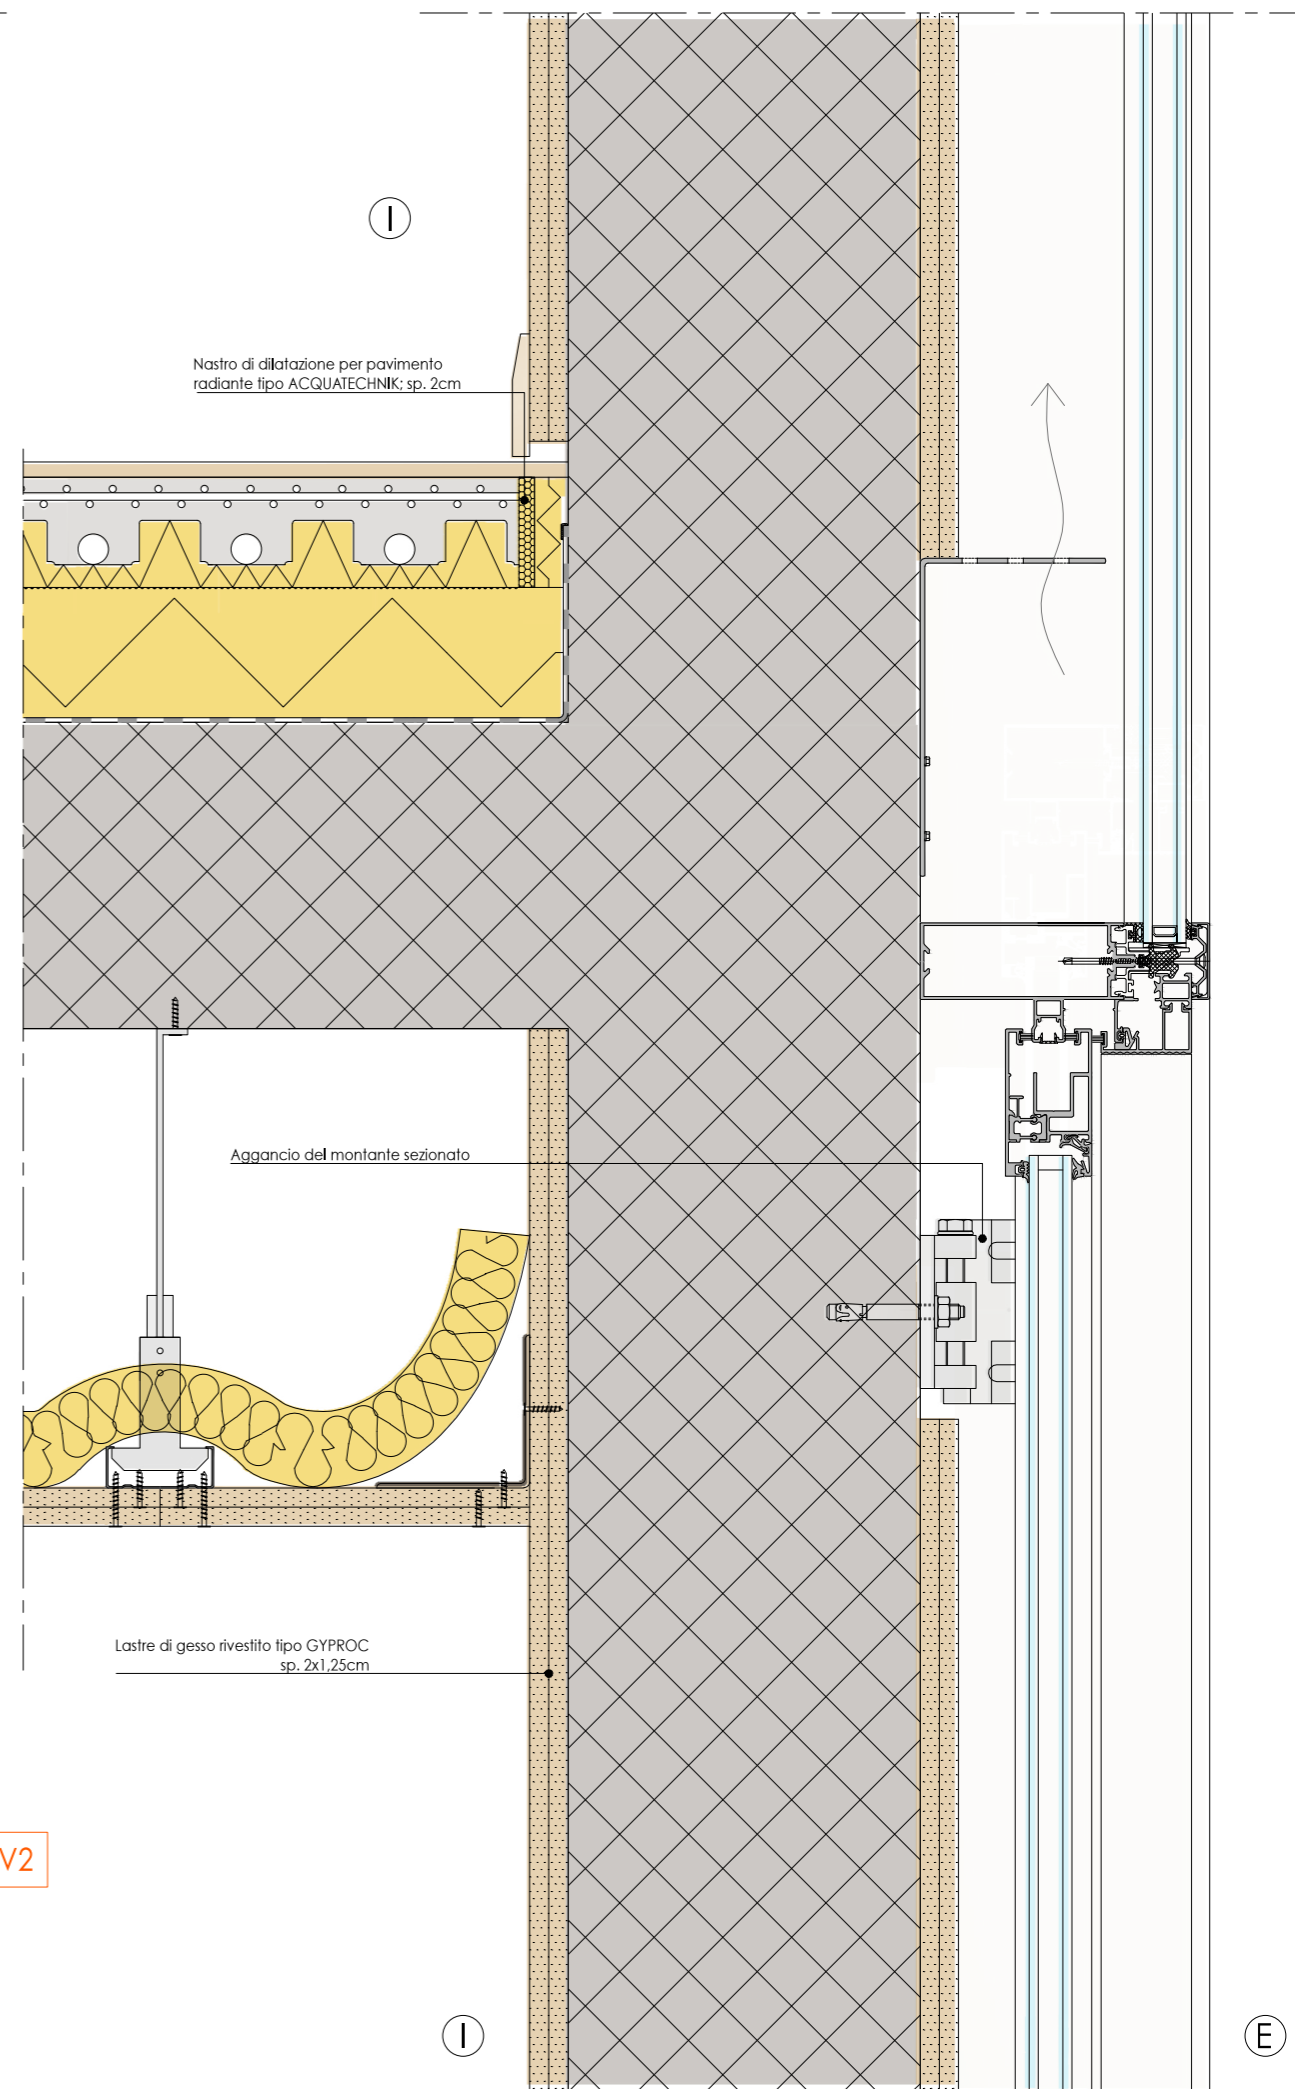 I
Nastro di dilatazione per pavimento
radiante tipo ACQUATECHNIK; sp. 2cm
Aggancio del montante sezionato
Lastre di gesso rivestito tipo GYPROC
sp. 2x1,25cm
V2
I
E